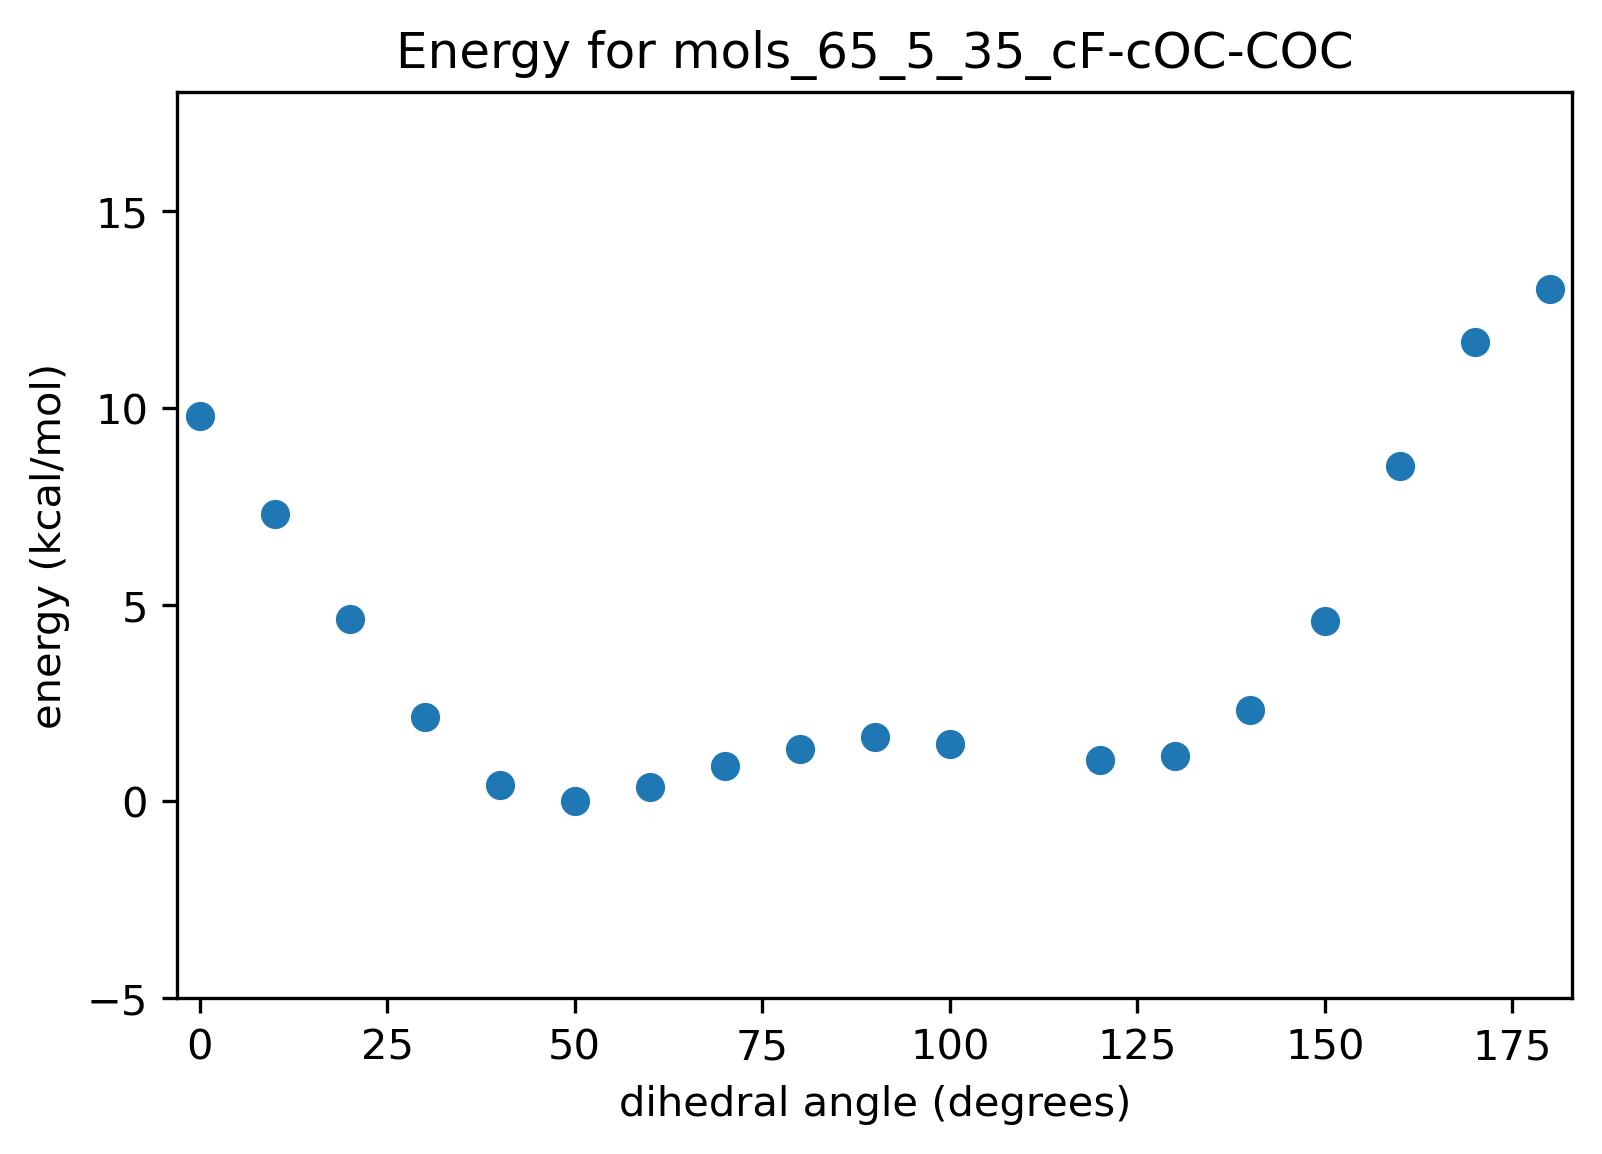 Energy for mols_65_5_35_cF-cOC-COC
15
10
5
0
−5
energy (kcal/mol)
0 25 50 75 100 125 150 175
dihedral angle (degrees)